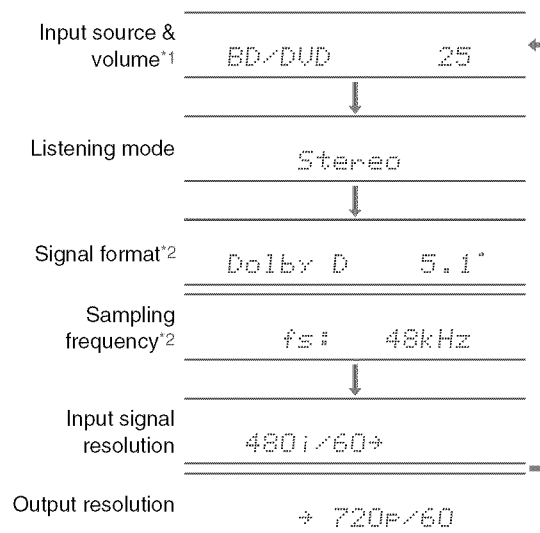 Input source &
volume*1
BD/DVD 25
Listening mode
Stereo
Signal format*2
Dolby D 5.1˚
Sampling
frequency*2
fs: 48kHz
Input signal
resolution
480i/60→
Output resolution
→ 720p/60